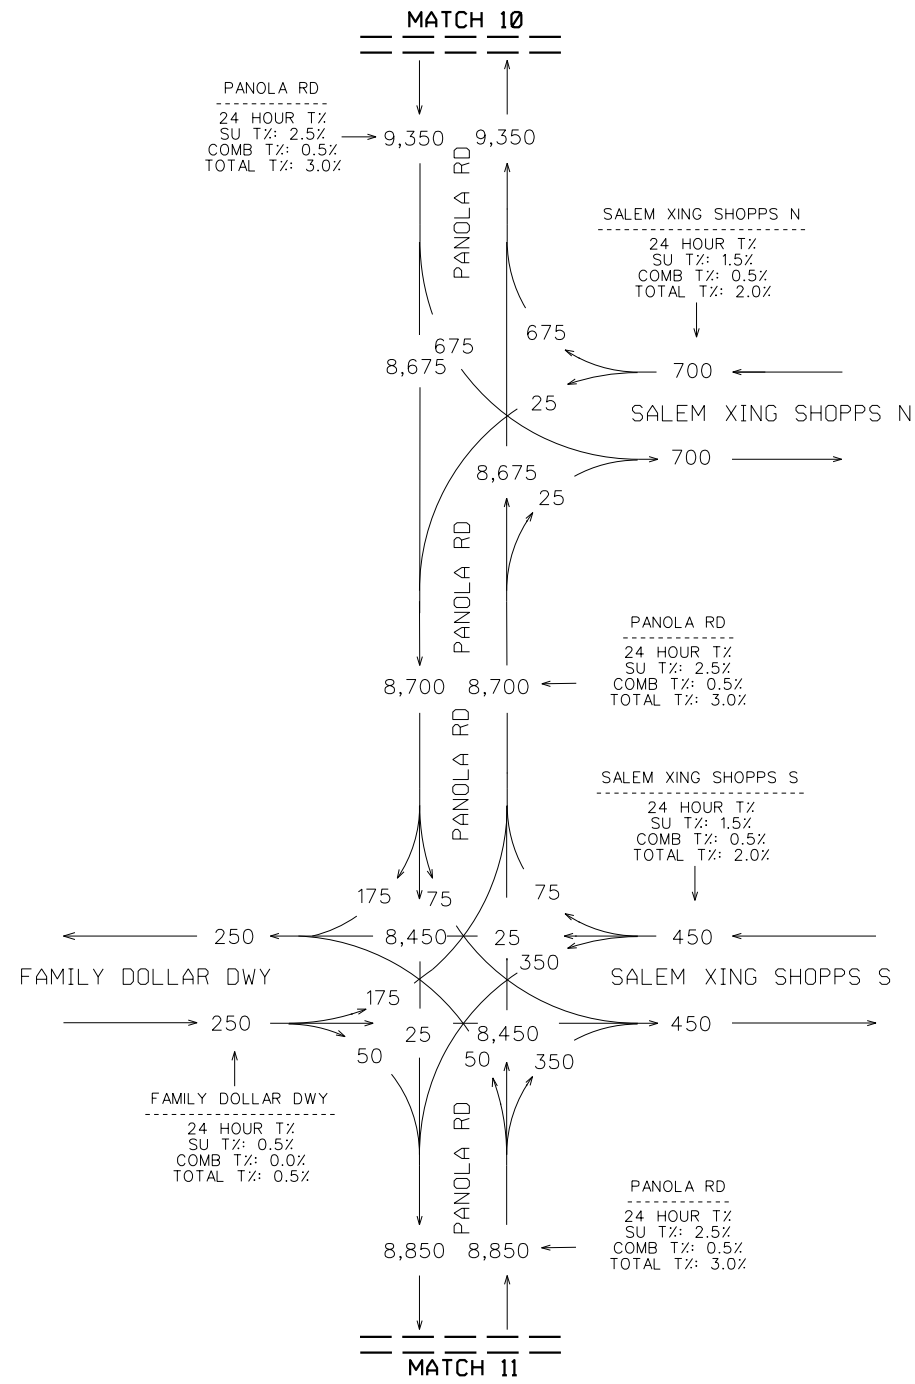 MATCH 10
PANOLA RD
24 HOUR T%
SU T%: 2.5%
COMB T%: 0.5%
TOTAL T%: 3.0%
9,350 9,350
PANOLA RD
SALEM XING SHOPPS N
24 HOUR T%
SU T%: 1.5%
COMB T%: 0.5%
TOTAL T%: 2.0%
675
675
8,675
700
25
SALEM XING SHOPPS N
700
8,675
25
PANOLA RD
PANOLA RD
24 HOUR T%
SU T%: 2.5%
COMB T%: 0.5%
TOTAL T%: 3.0%
8,700 8,700
PANOLA RD
SALEM XING SHOPPS S
24 HOUR T%
SU T%: 1.5%
COMB T%: 0.5%
TOTAL T%: 2.0%
175 75 75
250 8,450 25 450
350
FAMILY DOLLAR DWY
SALEM XING SHOPPS S
175
250 25 8,450 450
50 50 350
FAMILY DOLLAR DWY
24 HOUR T%
SU T%: 0.5%
COMB T%: 0.0%
TOTAL T%: 0.5%
PANOLA RD
PANOLA RD
24 HOUR T%
SU T%: 2.5%
COMB T%: 0.5%
TOTAL T%: 3.0%
8,850 8,850
MATCH 11